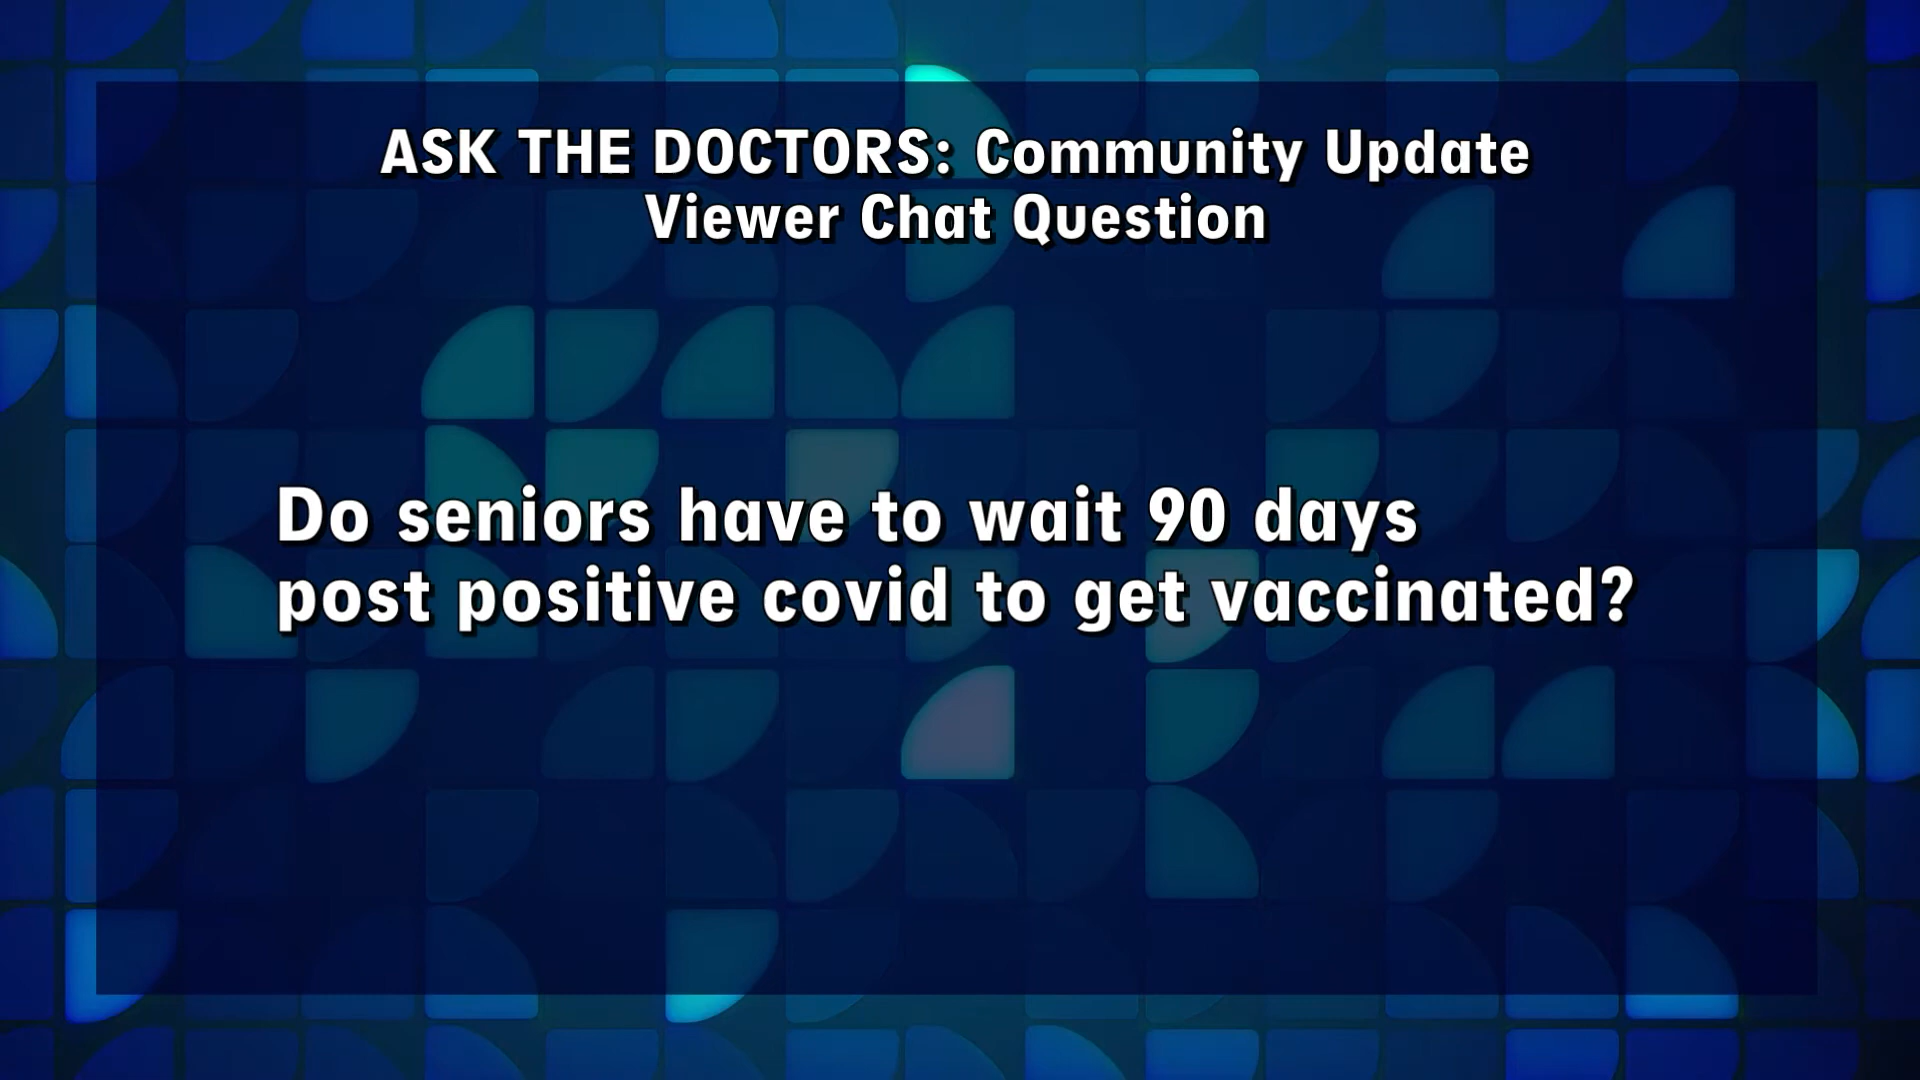 ASK THE DOCTORS: Community Update
Viewer Chat Question
Do seniors have to wait 90 days
post positive covid to get vaccinated?